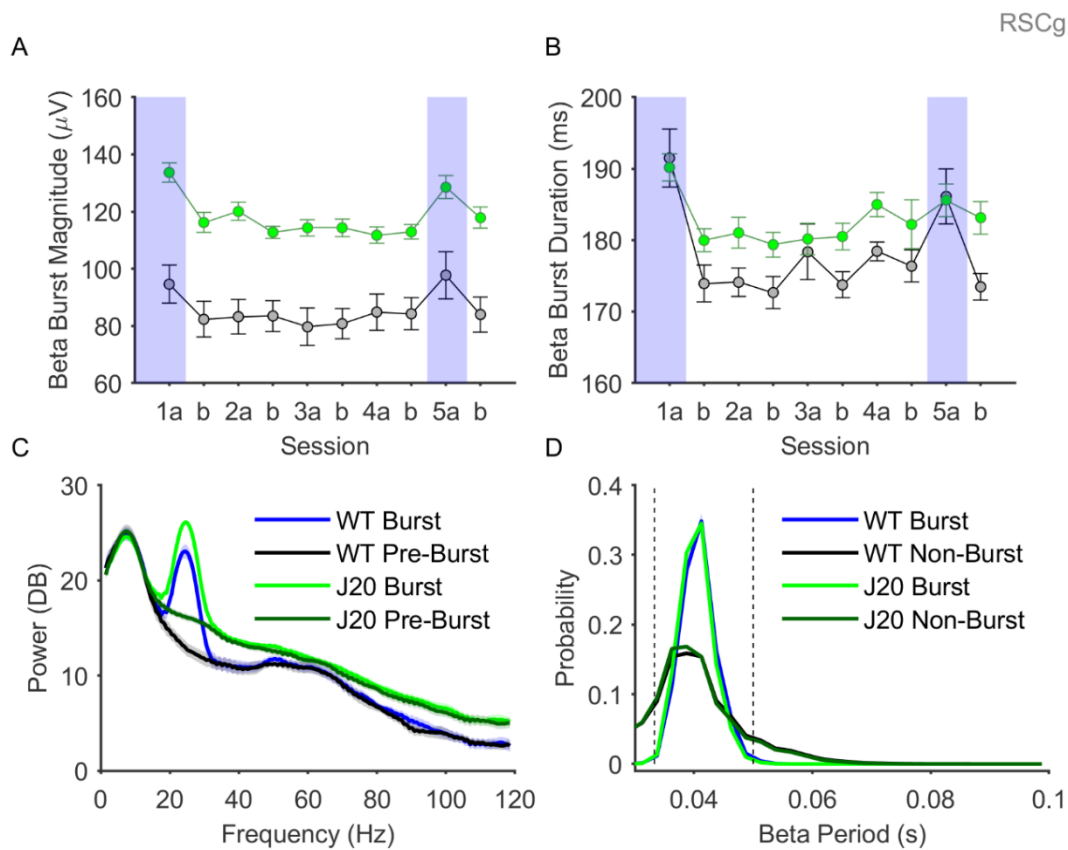 RSCg
A
Beta Burst Magnitude (μV)
160
140
120
100
80
60
1a b 2a b 3a b 4a b 5a b
Session
B
Beta Burst Duration (ms)
200
190
180
170
160
1a b 2a b 3a b 4a b 5a b
Session
C
Power (DB)
30
20
10
0
0 20 40 60 80 100 120
Frequency (Hz)
WT Burst
WT Pre-Burst
J20 Burst
J20 Pre-Burst
D
Probability
0.4
0.3
0.2
0.1
0
0.04 0.06 0.08 0.1
Beta Period (s)
WT Burst
WT Non-Burst
J20 Burst
J20 Non-Burst